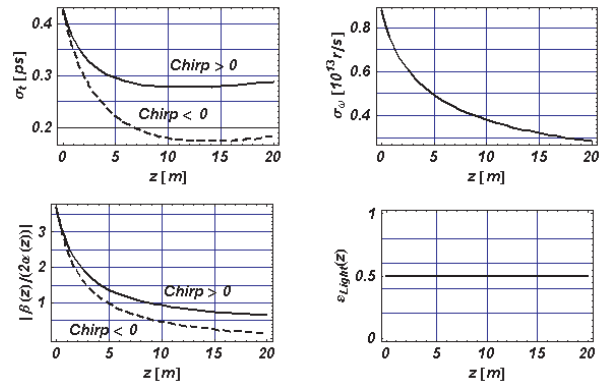 0.4
0.3
0.2
σt [ps]
Chirp > 0
Chirp < 0
0 5 10 15 20
z [m]
0.8
0.6
0.4
σω [10¹³r/s]
0 5 10 15 20
z [m]
3
2
1
|β(z)/(2α(z))|
Chirp > 0
Chirp < 0
0 5 10 15 20
z [m]
1
0.5
0
εLight(z)
0 5 10 15 20
z [m]